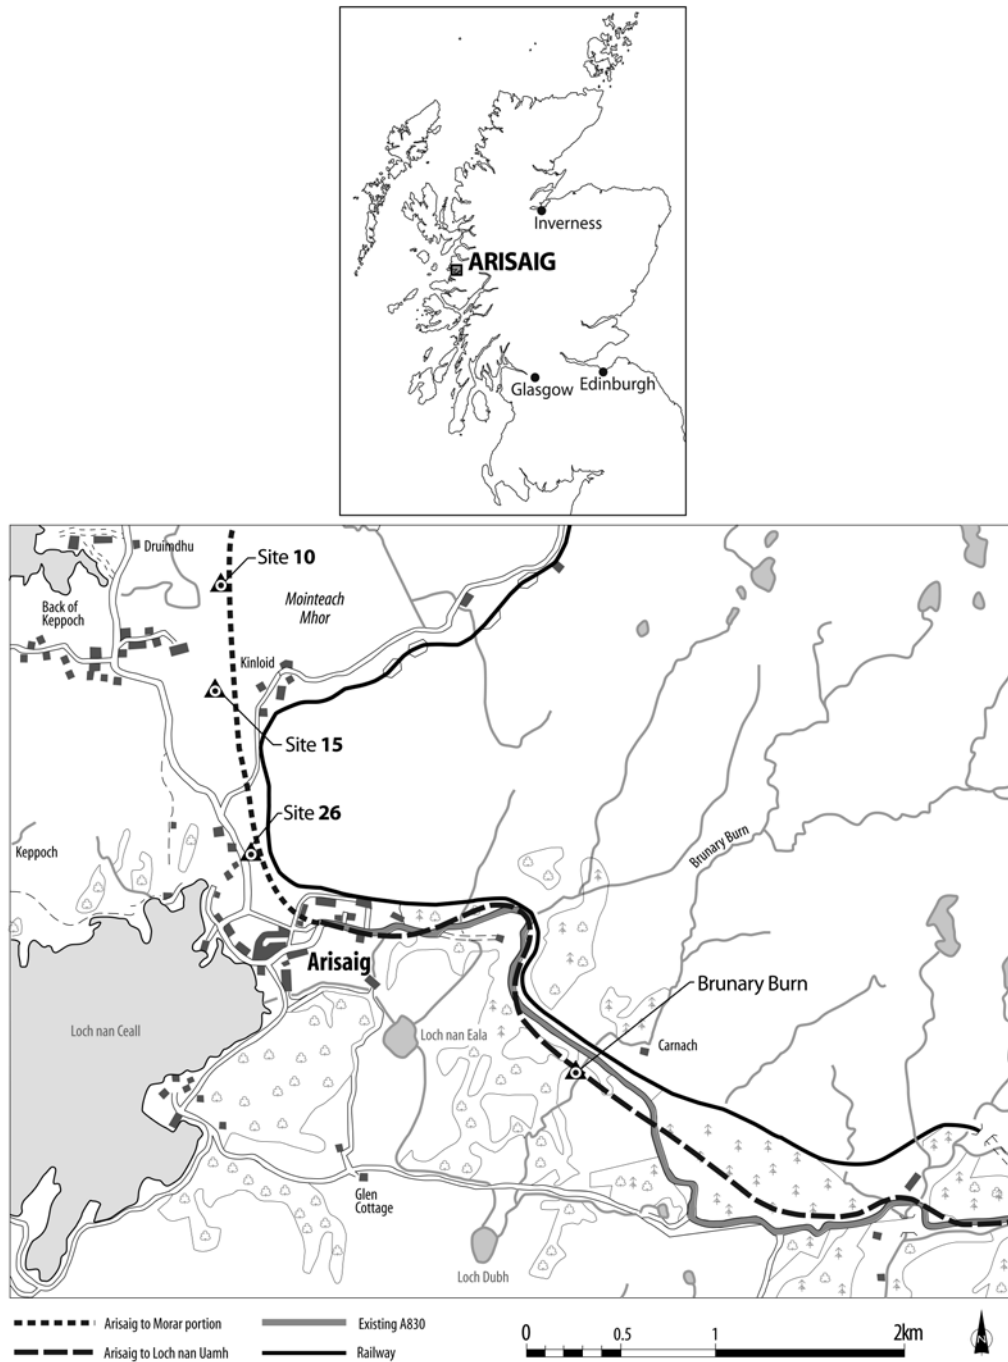 Inverness
ARISAIG
Glasgow
Edinburgh
Druimdhu
Site 10
Back of
Keppoch
Mointeach
Mhor
Kinloid
Site 15
Site 26
Keppoch
Brunary Burn
Arisaig
Brunary Burn
Loch nan Ceall
Loch nan Eala
Carnach
Glen
Cottage
Loch Dubh
Arisaig to Morar portion
Existing A830
0 0.5 1 2km
Arisaig to Loch nan Uamh
Railway
N